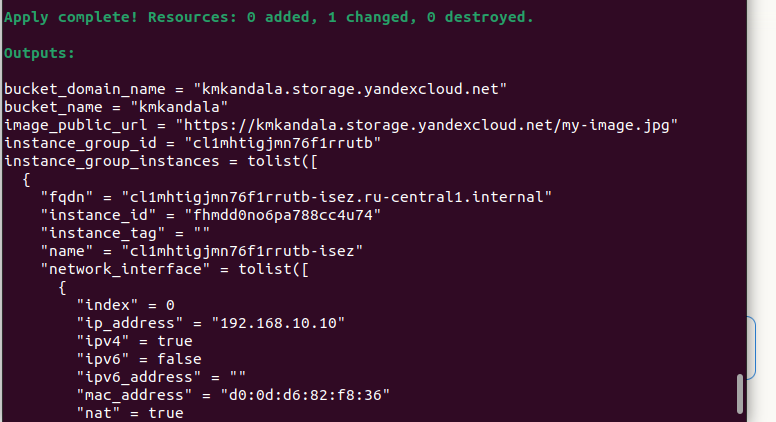 Apply complete! Resources: 0 added, 1 changed, 0 destroyed.
Outputs:
bucket_domain_name = "kmkandala.storage.yandexcloud.net"
bucket_name = "kmkandala"
image_public_url = "https://kmkandala.storage.yandexcloud.net/my-image.jpg"
instance_group_id = "cl1mhtigjmn76f1rrutb"
instance_group_instances = tolist([
  {
    "fqdn" = "cl1mhtigjmn76f1rrutb-isez.ru-central1.internal"
    "instance_id" = "fhmdd0no6pa788cc4u74"
    "instance_tag" = ""
    "name" = "cl1mhtigjmn76f1rrutb-isez"
    "network_interface" = tolist([
      {
        "index" = 0
        "ip_address" = "192.168.10.10"
        "ipv4" = true
        "ipv6" = false
        "ipv6_address" = ""
        "mac_address" = "d0:0d:d6:82:f8:36"
        "nat" = true